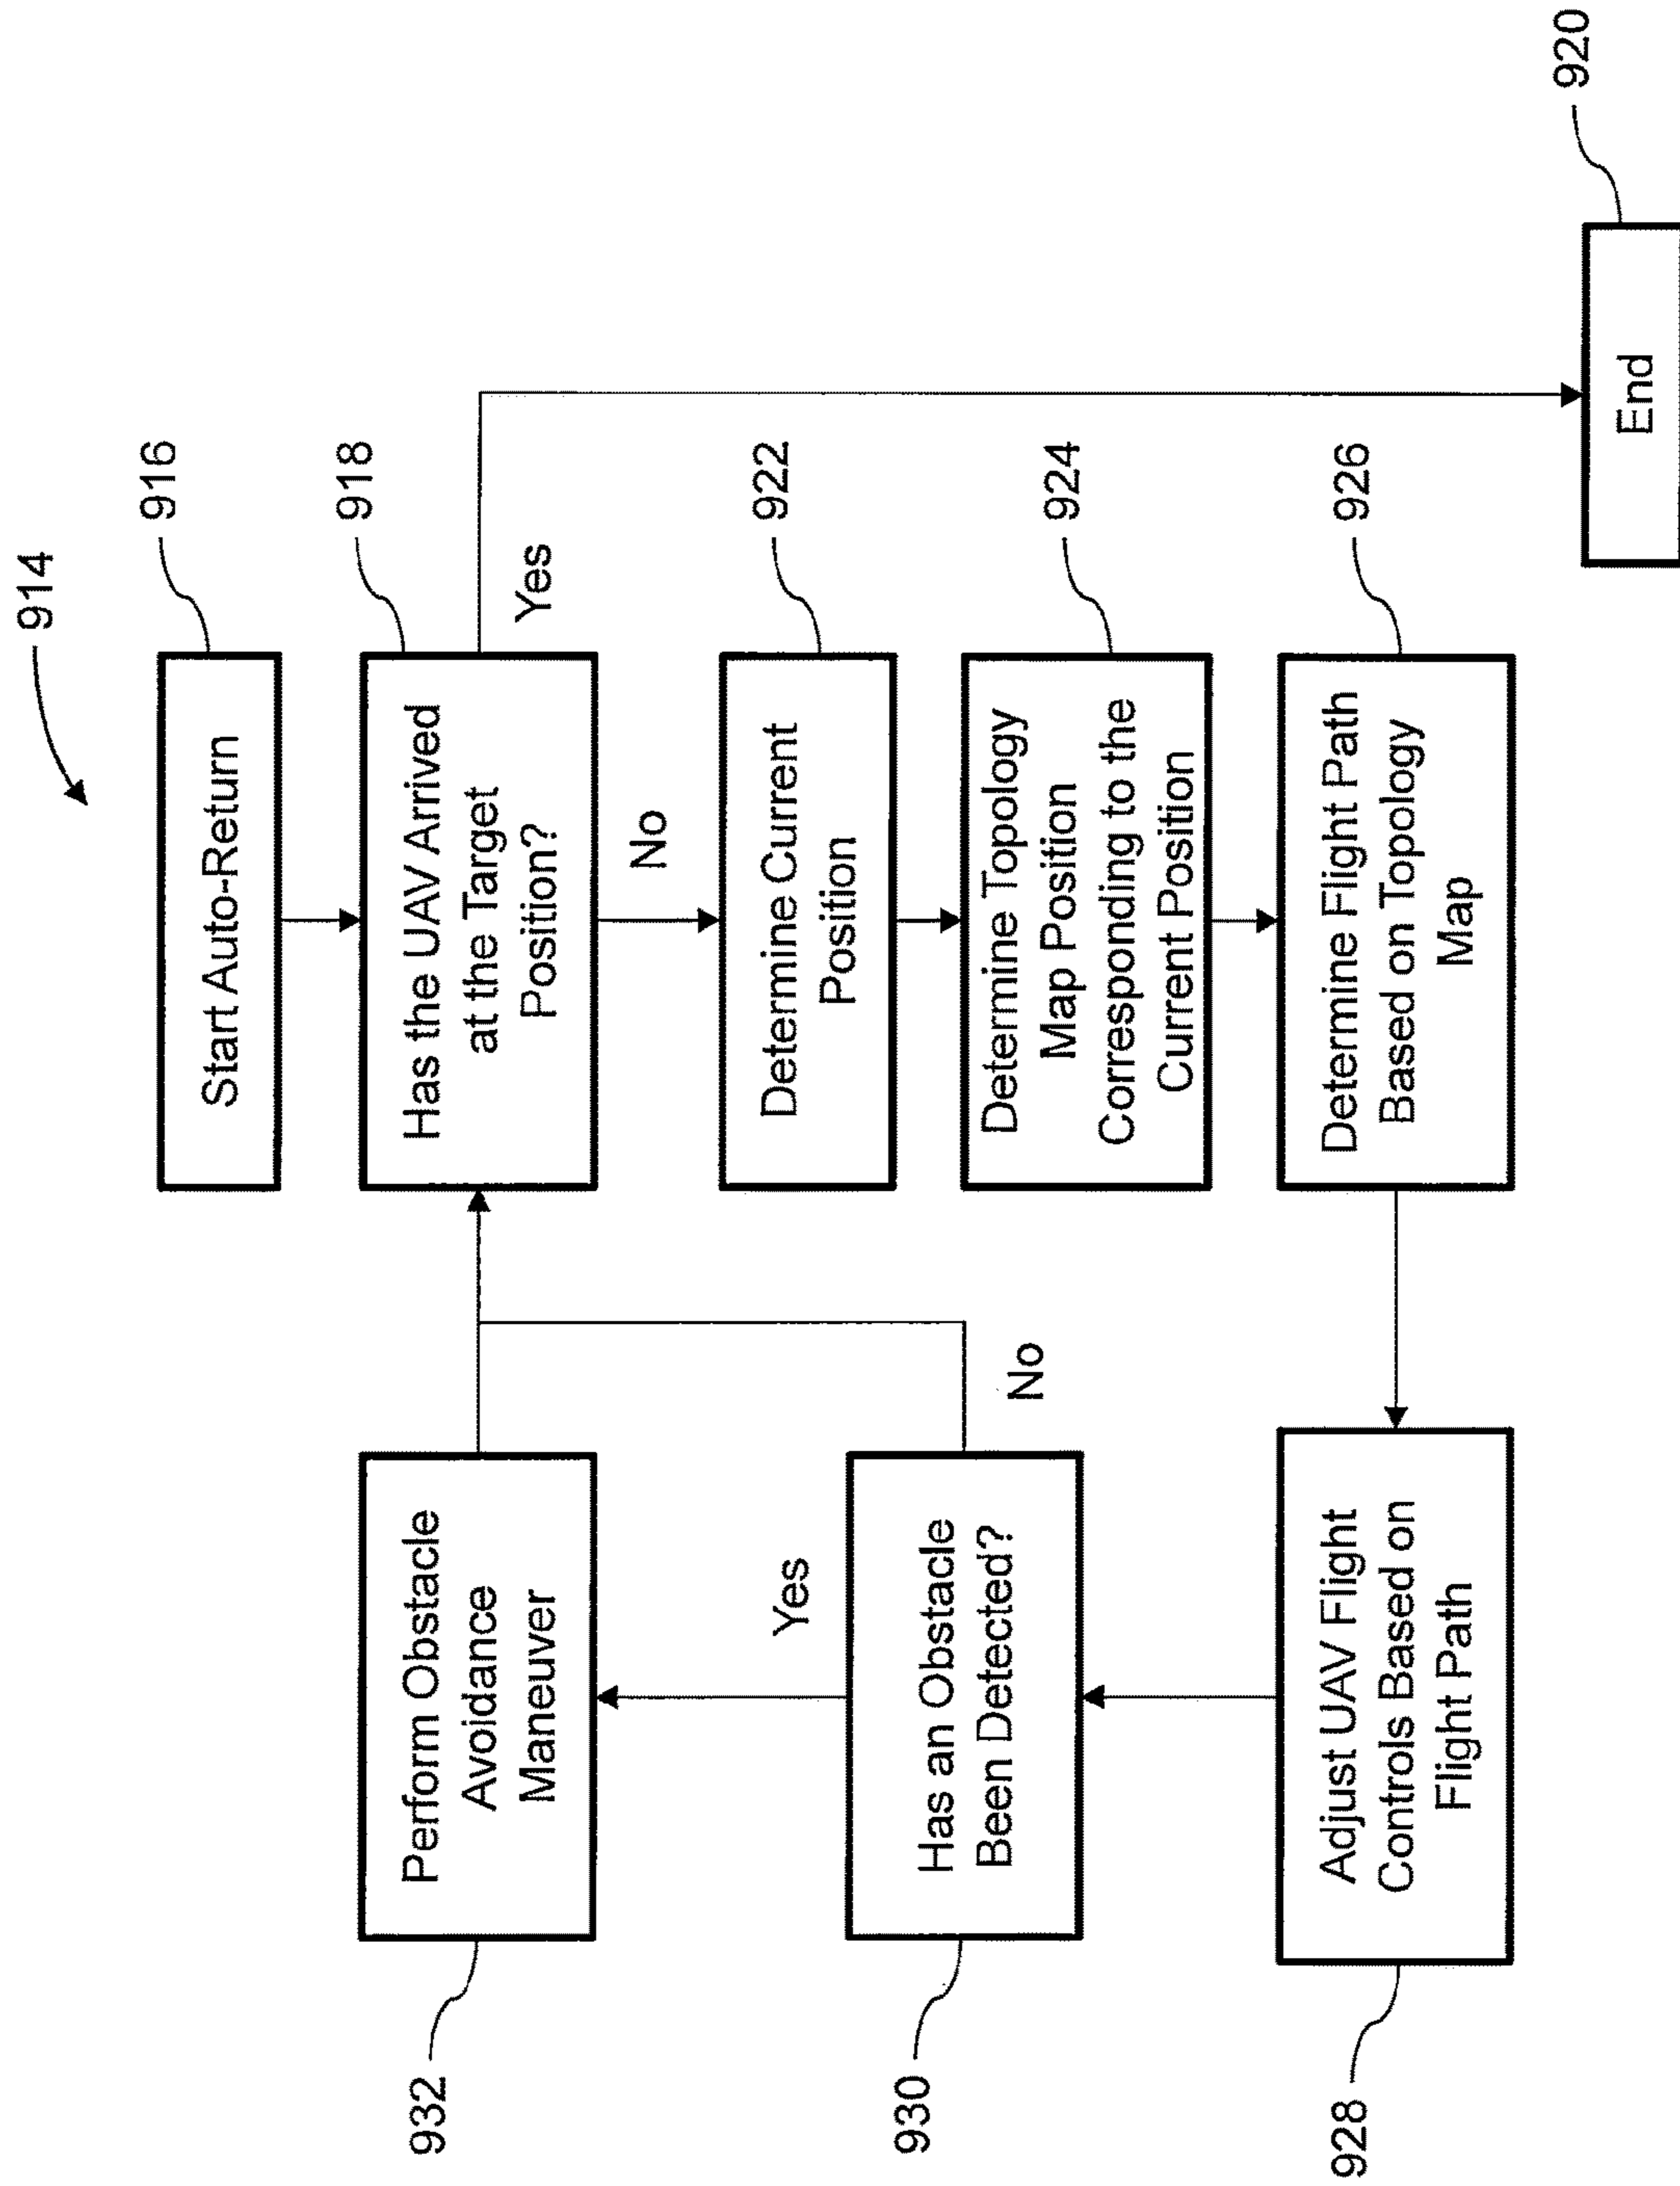 914
Start Auto-Return
916
Has the UAV Arrived
at the Target
Position?
918
Yes
No
Determine Current
Position
922
Determine Topology
Map Position
Corresponding to the
Current Position
924
Determine Flight Path
Based on Topology
Map
926
End
920
Adjust UAV Flight
Controls Based on
Flight Path
928
Has an Obstacle
Been Detected?
930
Yes
No
Perform Obstacle
Avoidance
Maneuver
932